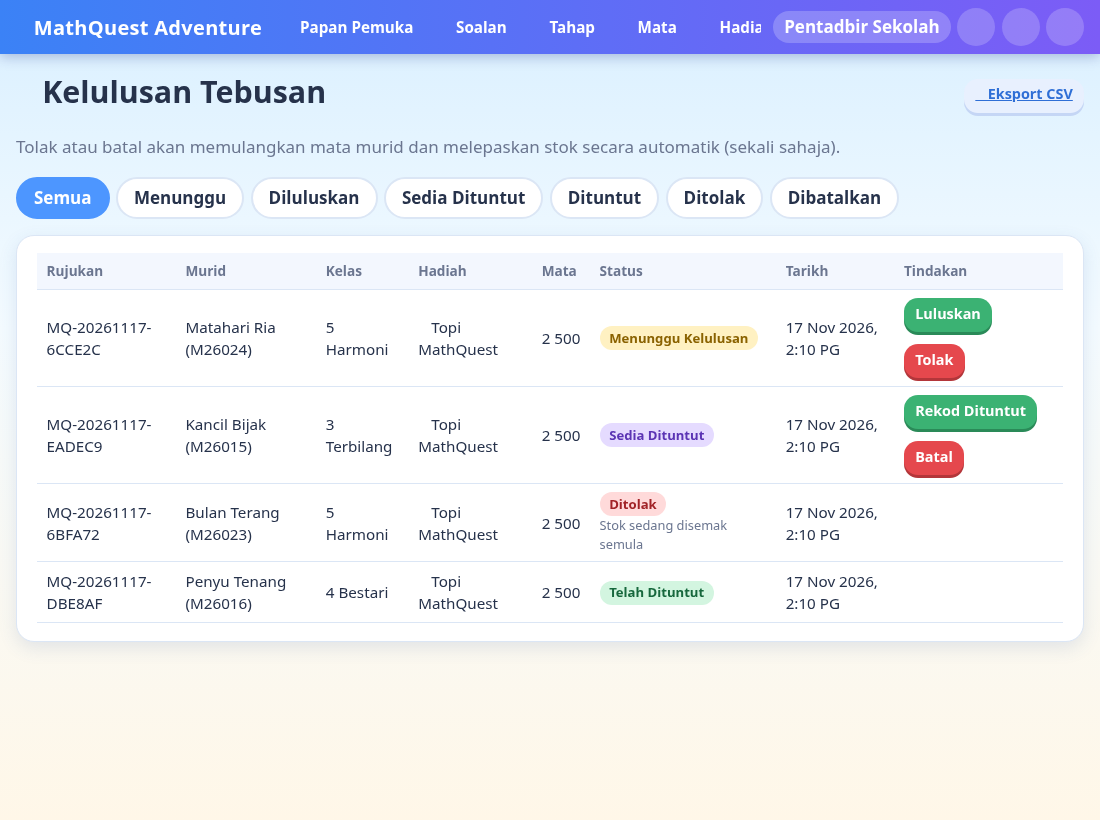 MathQuest Adventure Papan Pemuka Soalan Tahap Mata Hadia Pentadbir Sekolah
Kelulusan Tebusan
Eksport CSV
Tolak atau batal akan memulangkan mata murid dan melepaskan stok secara automatik (sekali sahaja).
Semua Menunggu Diluluskan Sedia Dituntut Dituntut Ditolak Dibatalkan
Rujukan Murid Kelas Hadiah Mata Status Tarikh Tindakan
MQ-20261117-
6CCE2C
Matahari Ria
(M26024)
5
Harmoni
Topi
MathQuest
2 500
Menunggu Kelulusan
17 Nov 2026,
2:10 PG
Luluskan
Tolak
MQ-20261117-
EADEC9
Kancil Bijak
(M26015)
3
Terbilang
Topi
MathQuest
2 500
Sedia Dituntut
17 Nov 2026,
2:10 PG
Rekod Dituntut
Batal
MQ-20261117-
6BFA72
Bulan Terang
(M26023)
5
Harmoni
Topi
MathQuest
2 500
Ditolak
Stok sedang disemak
semula
17 Nov 2026,
2:10 PG
MQ-20261117-
DBE8AF
Penyu Tenang
(M26016)
4 Bestari
Topi
MathQuest
2 500
Telah Dituntut
17 Nov 2026,
2:10 PG